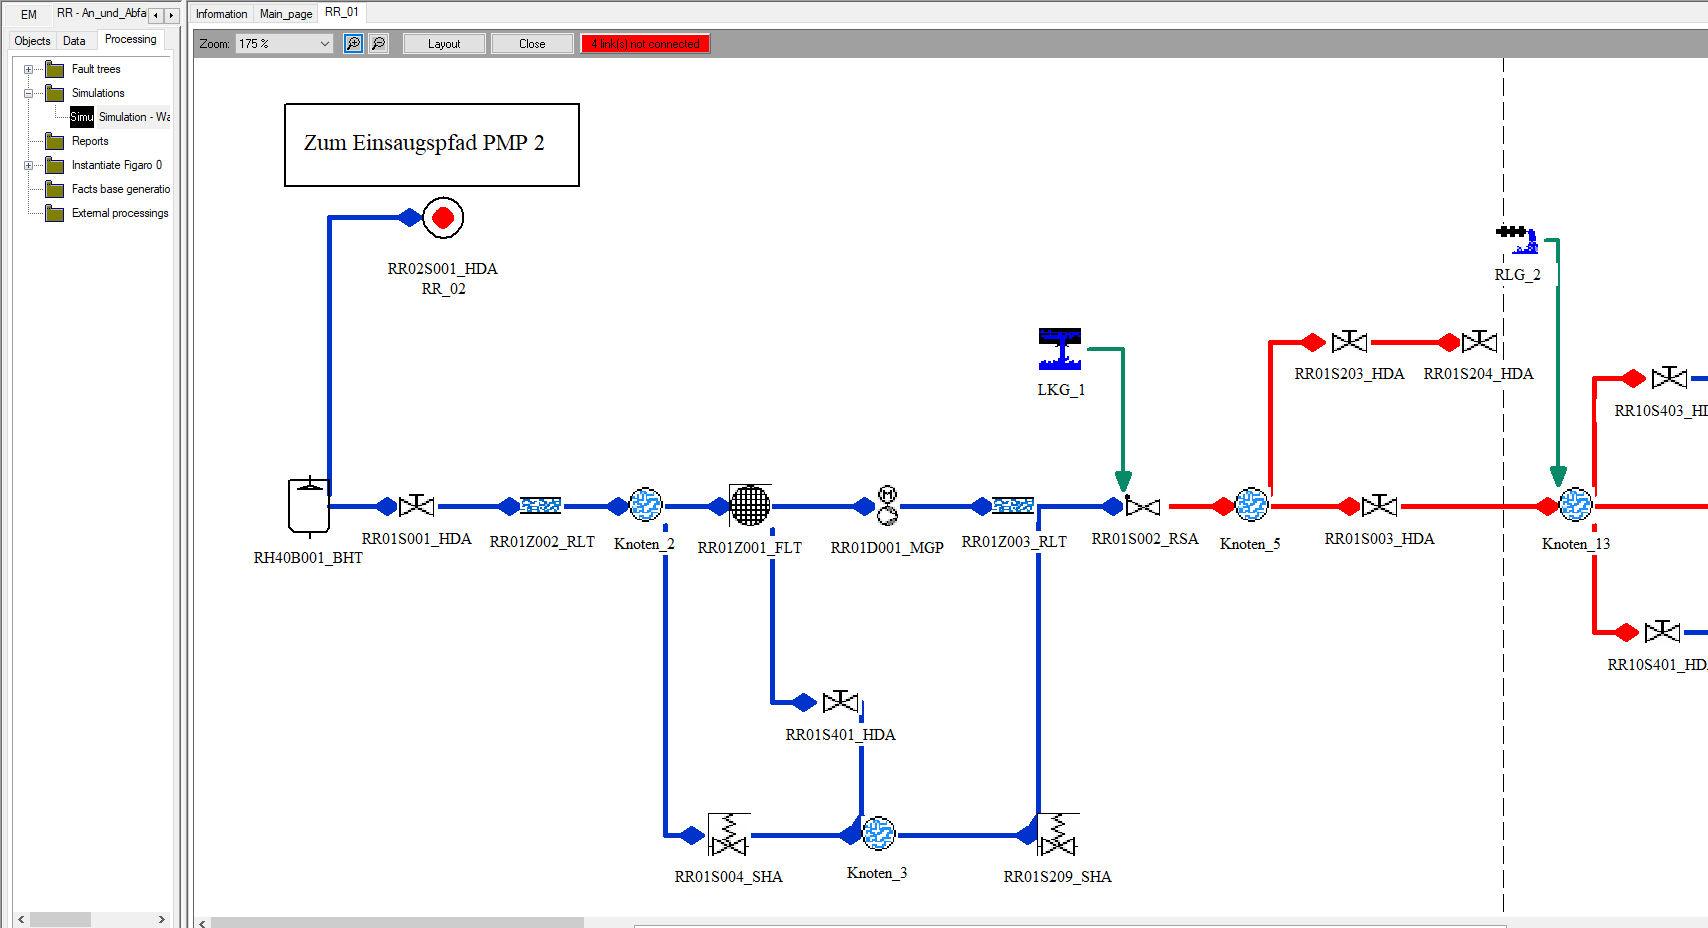 EM
RR - An_und_Abfa
Objects
Data
Processing
Fault trees
Simulations
Simu
Simulation - Wa
Reports
Instantiate Figaro 0
Facts base generatio
External processings
Information
Main_page
RR_01
Zoom:
175 %
Layout
Close
4 link(s) not connected
Zum Einsaugspfad PMP 2
RR02S001_HDA
RR_02
RLG_2
LKG_1
RR01S203_HDA
RR01S204_HDA
RR10S403_HD
RH40B001_BHT
RR01S001_HDA
RR01Z002_RLT
Knoten_2
RR01Z001_FLT
M
RR01D001_MGP
RR01Z003_RLT
RR01S002_RSA
Knoten_5
RR01S003_HDA
Knoten_13
RR10S401_HD
RR01S401_HDA
RR01S004_SHA
Knoten_3
RR01S209_SHA